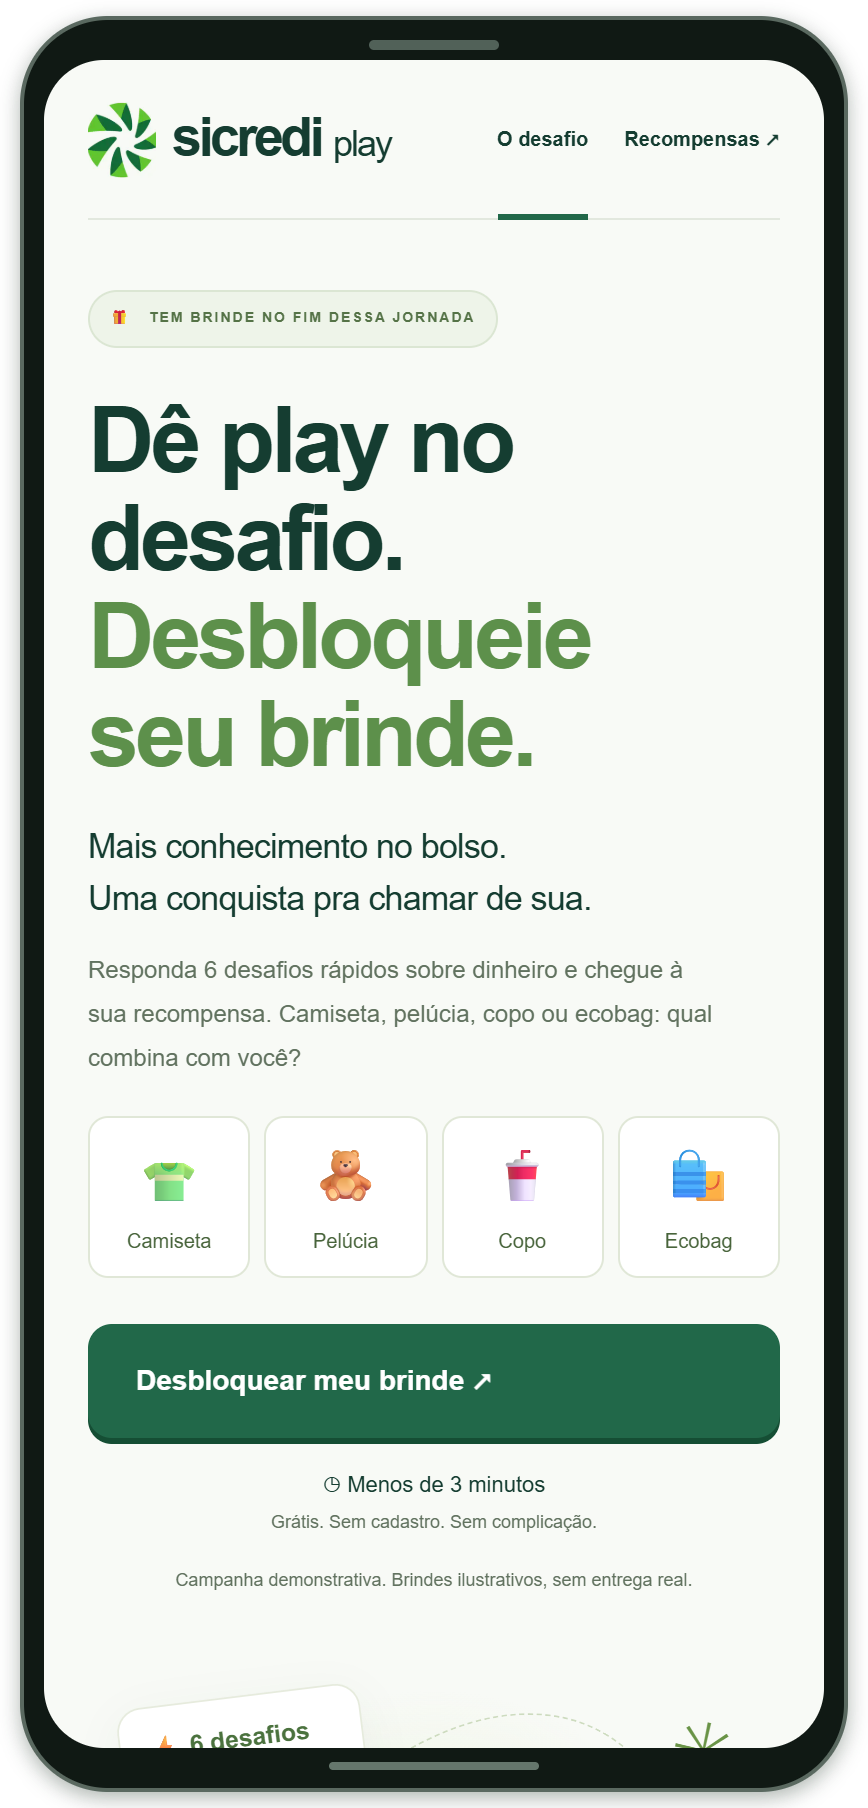 sicredi play
O desafio
Recompensas ↗
TEM BRINDE NO FIM DESSA JORNADA
Dê play no
desafio.
Desbloqueie
seu brinde.
Mais conhecimento no bolso.
Uma conquista pra chamar de sua.
Responda 6 desafios rápidos sobre dinheiro e chegue à
sua recompensa. Camiseta, pelúcia, copo ou ecobag: qual
combina com você?
Camiseta
Pelúcia
Copo
Ecobag
Desbloquear meu brinde ↗
Menos de 3 minutos
Grátis. Sem cadastro. Sem complicação.
Campanha demonstrativa. Brindes ilustrativos, sem entrega real.
6 desafios